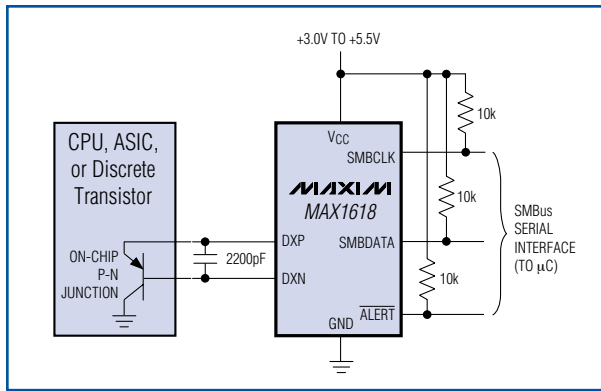 +3.0V TO +5.5V
10k
CPU, ASIC,
or Discrete
Transistor
VCC
SMBCLK
MAXIM
MAX1618
10k
SMBus
SERIAL
INTERFACE
(TO µC)
DXP
SMBDATA
ON-CHIP
P-N
JUNCTION
2200pF
DXN
10k
ALERT
GND